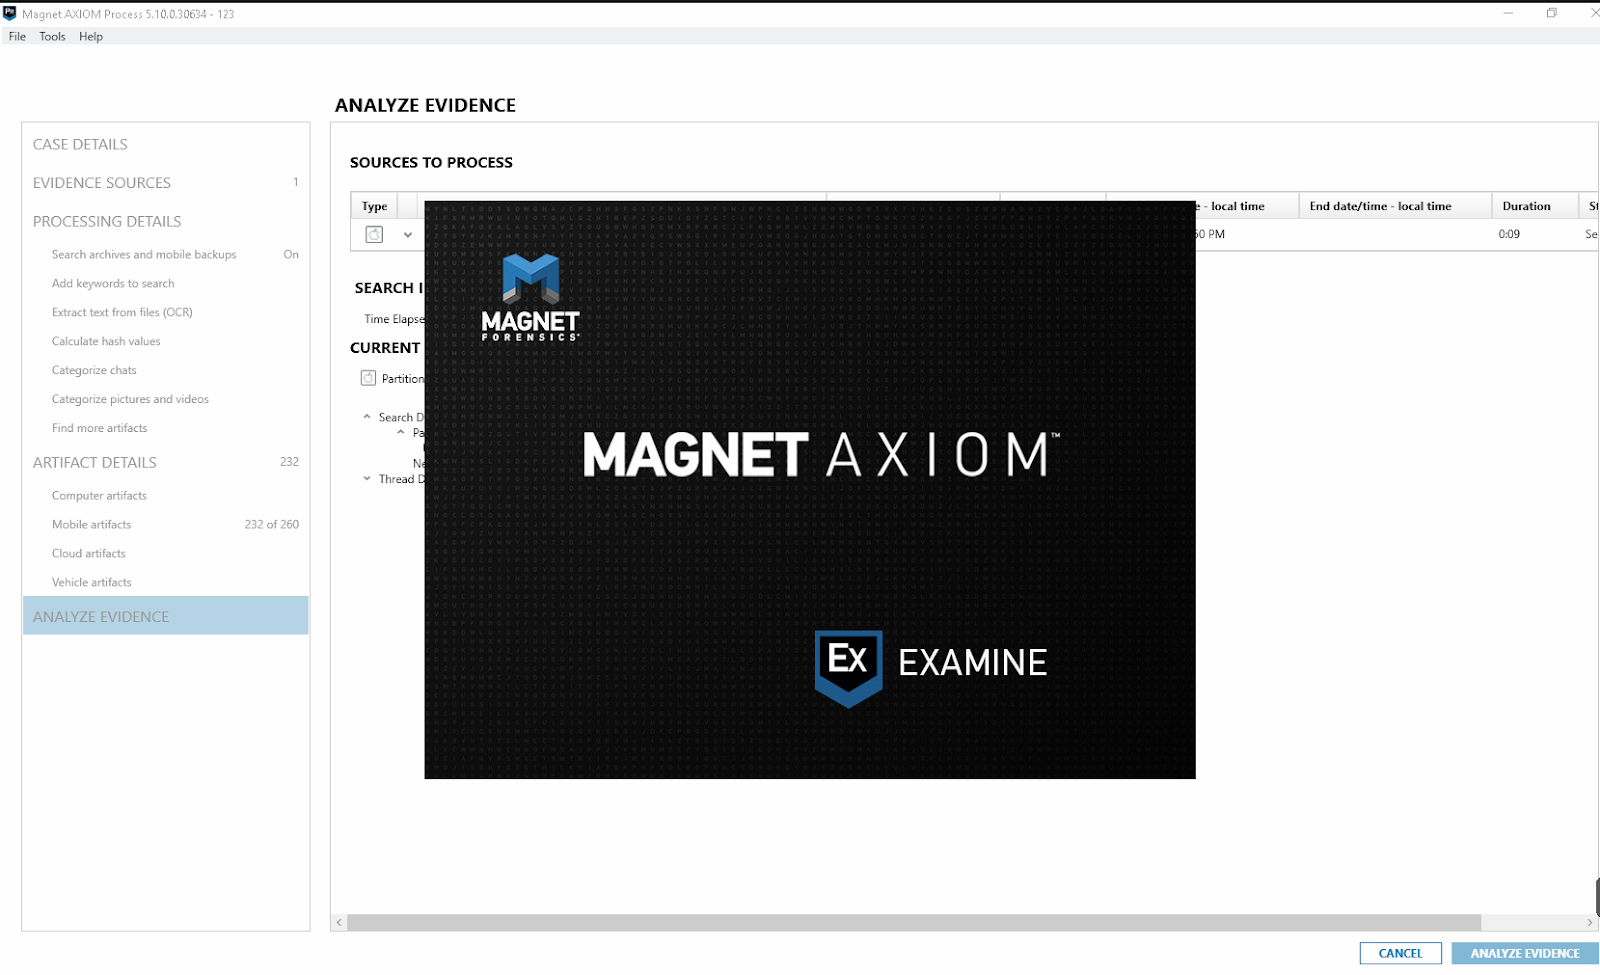 Magnet AXIOM Process 5.10.0.30634 - 123
File Tools Help
ANALYZE EVIDENCE
CASE DETAILS
EVIDENCE SOURCES 1
PROCESSING DETAILS
Search archives and mobile backups On
Add keywords to search
Extract text from files (OCR)
Calculate hash values
Categorize chats
Categorize pictures and videos
Find more artifacts
ARTIFACT DETAILS 232
Computer artifacts
Mobile artifacts 232 of 260
Cloud artifacts
Vehicle artifacts
ANALYZE EVIDENCE
SOURCES TO PROCESS
Type - local time End date/time - local time Duration
PM 0:09
SEARCH
Time
CURRENT
Partition
Search
Thread
MAGNET
FORENSICS
MAGNET AXIOM™
Ex EXAMINE
CANCEL ANALYZE EVIDENCE